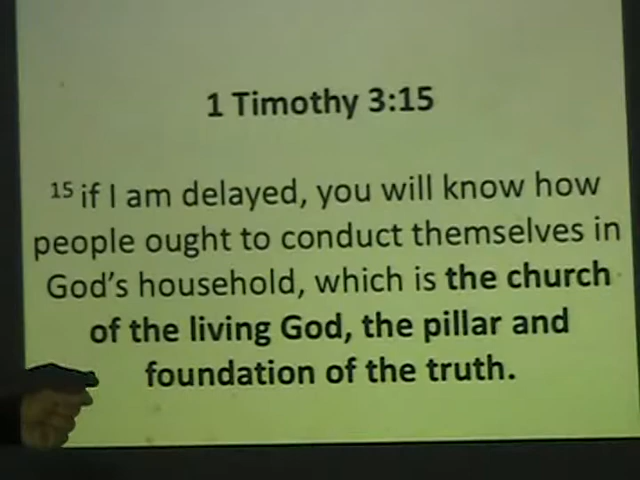 1 Timothy 3:15
15 if I am delayed, you will know how
people ought to conduct themselves in
God's household, which is the church
of the living God, the pillar and
foundation of the truth.